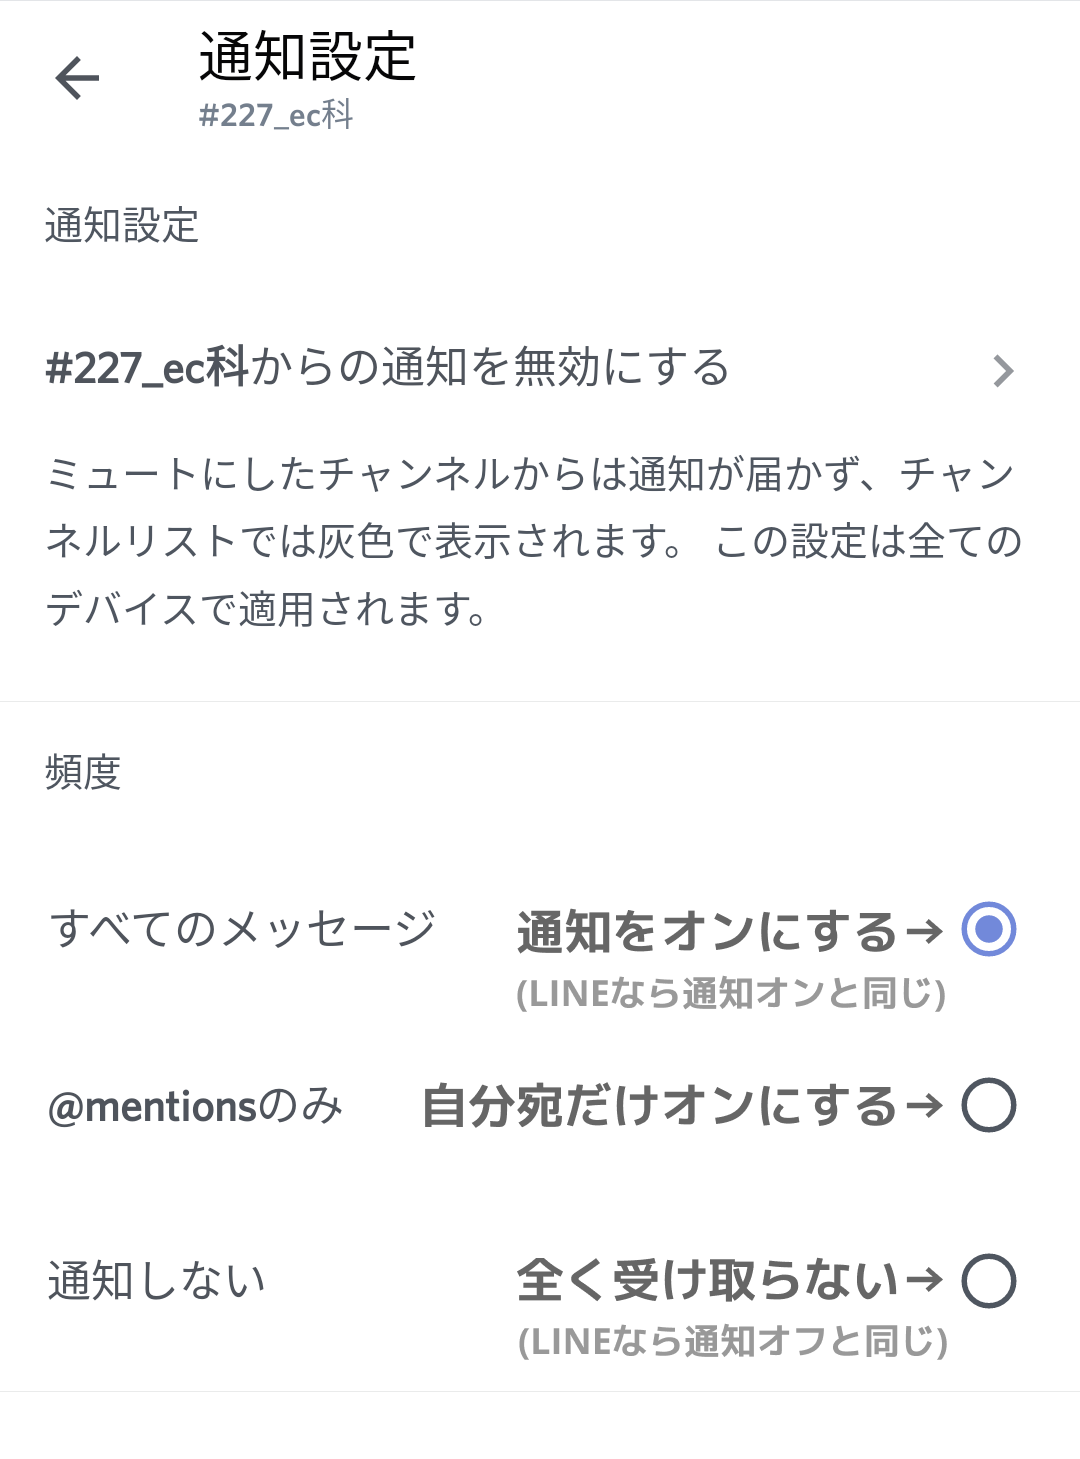 通知設定
#227_ec科
通知設定
#227_ec科からの通知を無効にする
ミュートにしたチャンネルからは通知が届かず、チャン
ネルリストでは灰色で表示されます。 この設定は全ての
デバイスで適用されます。
頻度
すべてのメッセージ 通知をオンにする→
(LINEなら通知オンと同じ)
@mentionsのみ 自分宛だけオンにする→
通知しない 全く受け取らない→
(LINEなら通知オフと同じ)